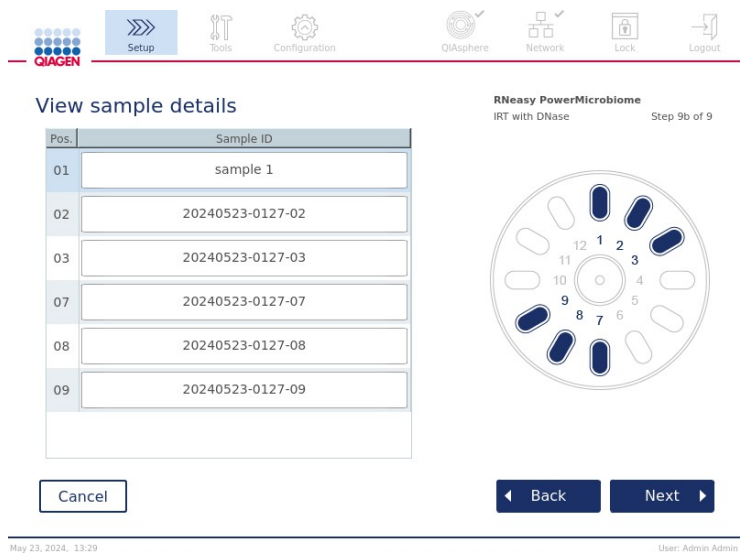 Setup
Tools
Configuration
QIAsphere
Network
Lock
Logout
QIAGEN
View sample details
RNeasy PowerMicrobiome
IRT with DNase
Step 9b of 9
Pos.
Sample ID
01
sample 1
02
20240523-0127-02
03
20240523-0127-03
07
20240523-0127-07
08
20240523-0127-08
09
20240523-0127-09
12
1
2
11
3
10
4
9
5
8
7
6
Cancel
Back
Next
May 23, 2024, 13:29
User: Admin Admin